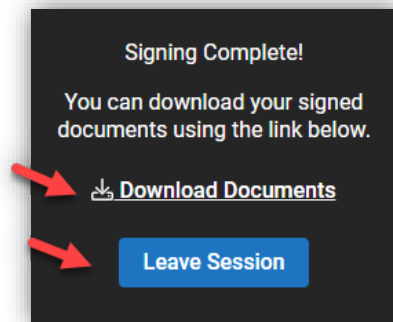 Signing Complete!
You can download your signed
documents using the link below.
Download Documents
Leave Session